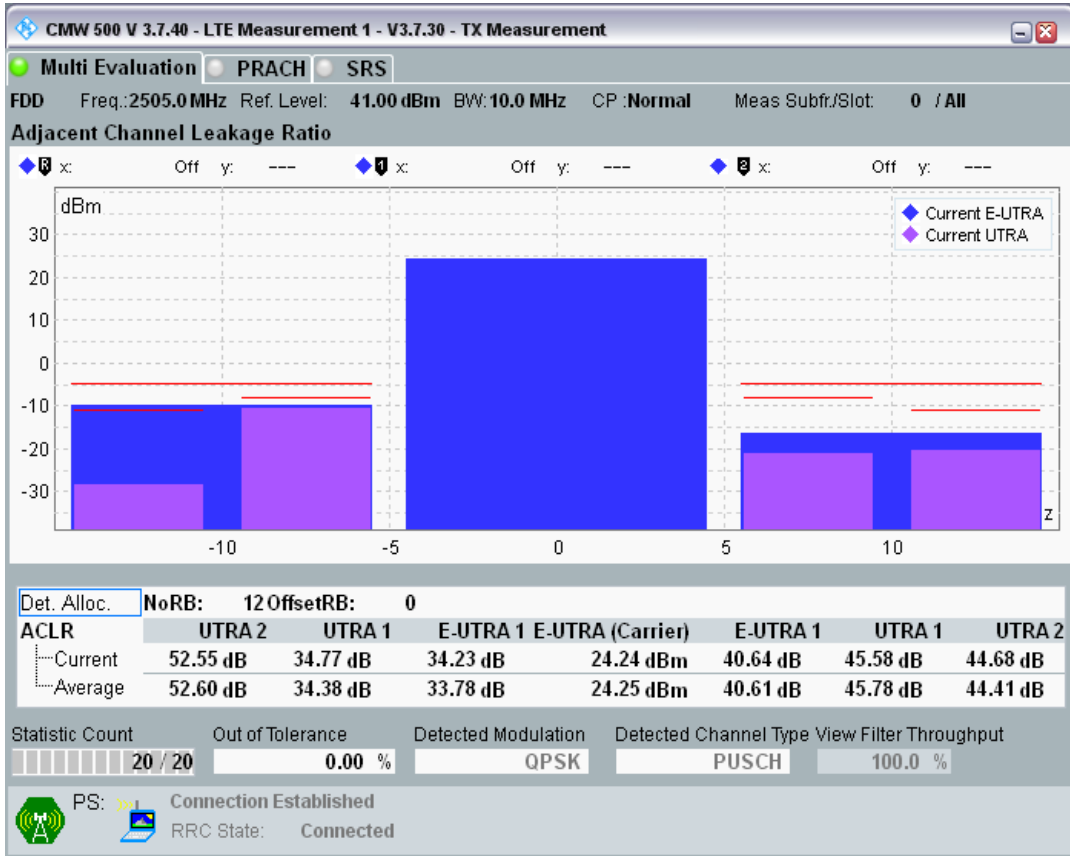 CMW 500 V 3.7.40 - LTE Measurement 1 - V3.7.30 - TX Measurement
Multi Evaluation PRACH SRS
FDD Freq.:2505.0 MHz Ref. Level: 41.00 dBm BW: 10.0 MHz CP :Normal Meas Subfr./Slot: 0 / All
Adjacent Channel Leakage Ratio
R x: Off y: --- 1 x: Off y: --- 2 x: Off y: ---
dBm
Current E-UTRA
Current UTRA
30
20
10
0
-10
-20
-30
z
-10 -5 0 5 10
Det. Alloc. NoRB: 12 OffsetRB: 0
ACLR UTRA 2 UTRA 1 E-UTRA 1 E-UTRA (Carrier) E-UTRA 1 UTRA 1 UTRA 2
Current 52.55 dB 34.77 dB 34.23 dB 24.24 dBm 40.64 dB 45.58 dB 44.68 dB
Average 52.60 dB 34.38 dB 33.78 dB 24.25 dBm 40.61 dB 45.78 dB 44.41 dB
Statistic Count Out of Tolerance Detected Modulation Detected Channel Type View Filter Throughput
20 / 20 0.00 % QPSK PUSCH 100.0 %
PS: Connection Established
RRC State: Connected